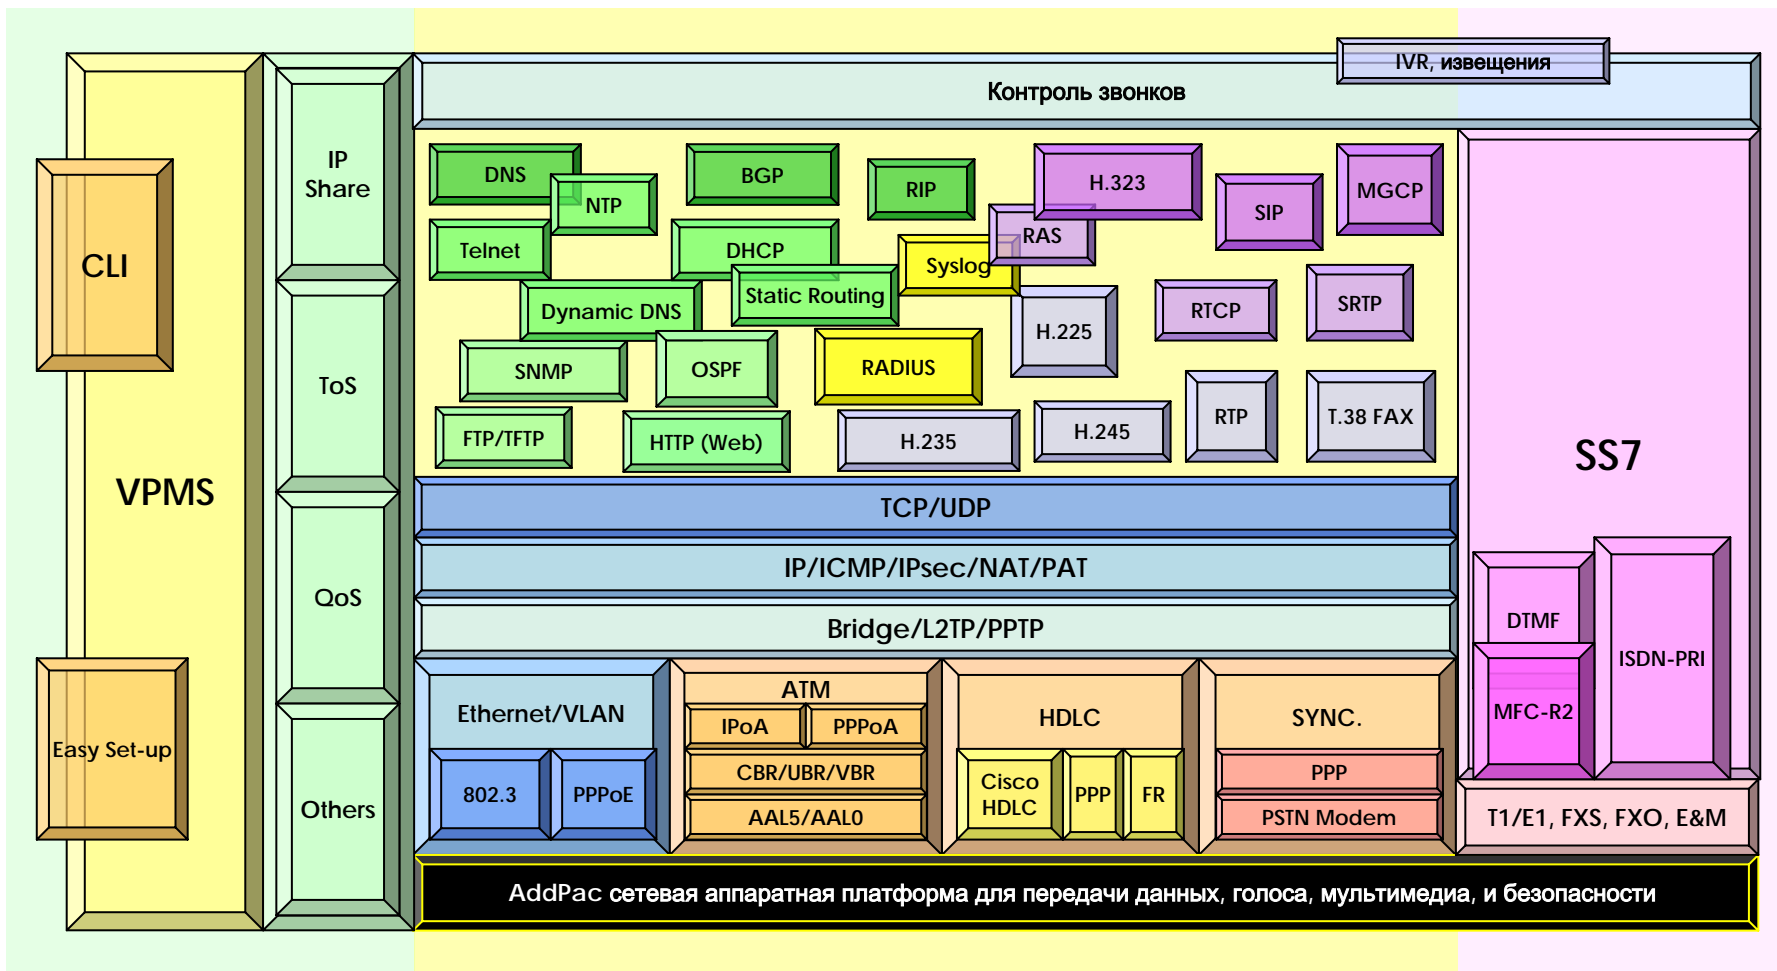 IVR, извещения
Контроль звонков
CLI
VPMS
Easy Set-up
IP
Share
ToS
QoS
Others
DNS
NTP
BGP
RIP
H.323
SIP
MGCP
Telnet
DHCP
Syslog
RAS
Dynamic DNS
Static Routing
H.225
RTCP
SRTP
SNMP
OSPF
RADIUS
FTP/TFTP
HTTP (Web)
H.235
H.245
RTP
T.38 FAX
SS7
TCP/UDP
IP/ICMP/IPsec/NAT/PAT
Bridge/L2TP/PPTP
DTMF
MFC-R2
ISDN-PRI
Ethernet/VLAN
802.3
PPPoE
ATM
IPoA
PPPoA
CBR/UBR/VBR
AAL5/AAL0
HDLC
Cisco
HDLC
PPP
FR
SYNC.
PPP
PSTN Modem
T1/E1, FXS, FXO, E&M
AddPac сетевая аппаратная платформа для передачи данных, голоса, мультимедиа, и безопасности